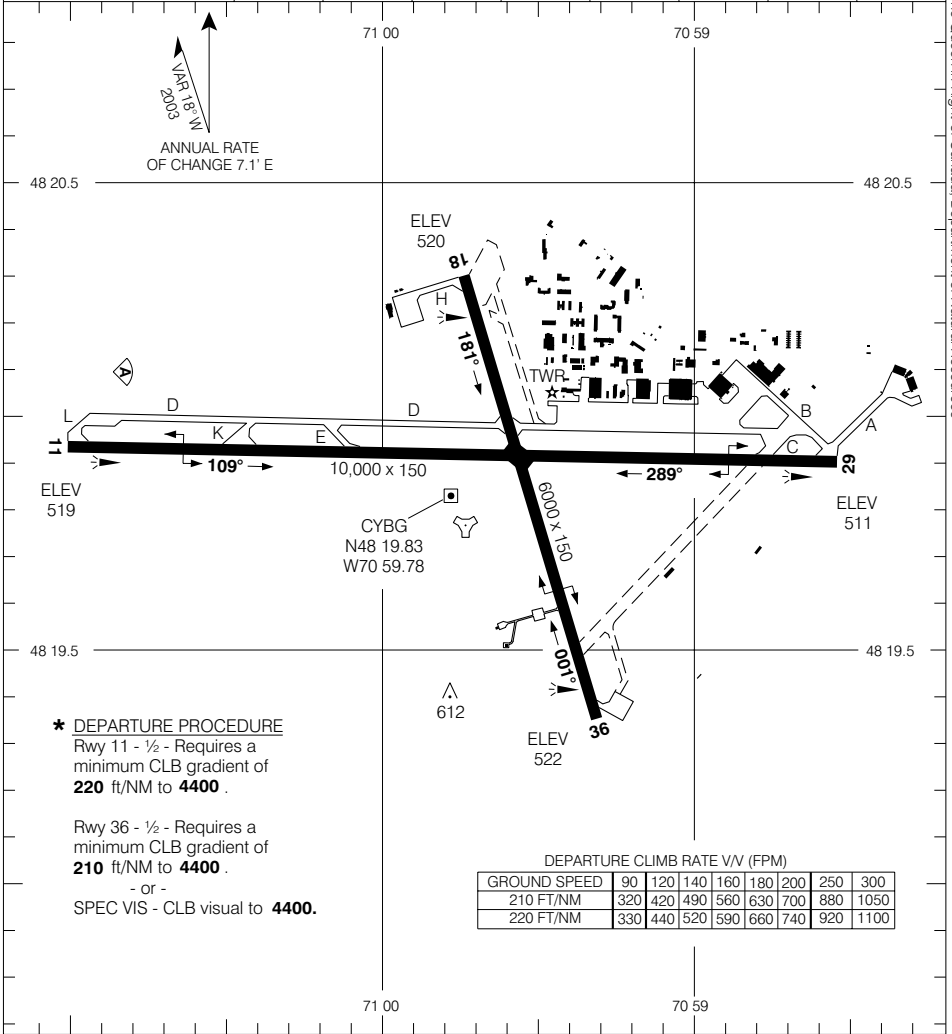 71 00
70 59
VAR 18° W
2003
ANNUAL RATE
OF CHANGE 7.1' E
48 20.5
48 20.5
ELEV
520
18
H
181°
TWR
A
L
D
D
B
A
K
E
C
11
109°
10,000 x 150
289°
29
ELEV
519
6000 x 150
ELEV
511
CYBG
N48 19.83
W70 59.78
48 19.5
48 19.5
001°
612
36
ELEV
522
* DEPARTURE PROCEDURE
Rwy 11 - ½ - Requires a
minimum CLB gradient of
220 ft/NM to 4400 .
Rwy 36 - ½ - Requires a
minimum CLB gradient of
210 ft/NM to 4400 .
- or -
SPEC VIS - CLB visual to 4400.
DEPARTURE CLIMB RATE V/V (FPM)
GROUND SPEED 90 120 140 160 180 200 250 300
210 FT/NM 320 420 490 560 630 700 880 1050
220 FT/NM 330 440 520 590 660 740 920 1100
71 00
70 59